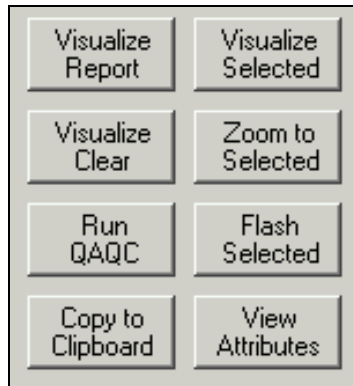 Visualize
Report
Visualize
Selected
Visualize
Clear
Zoom to
Selected
Run
QAQC
Flash
Selected
Copy to
Clipboard
View
Attributes